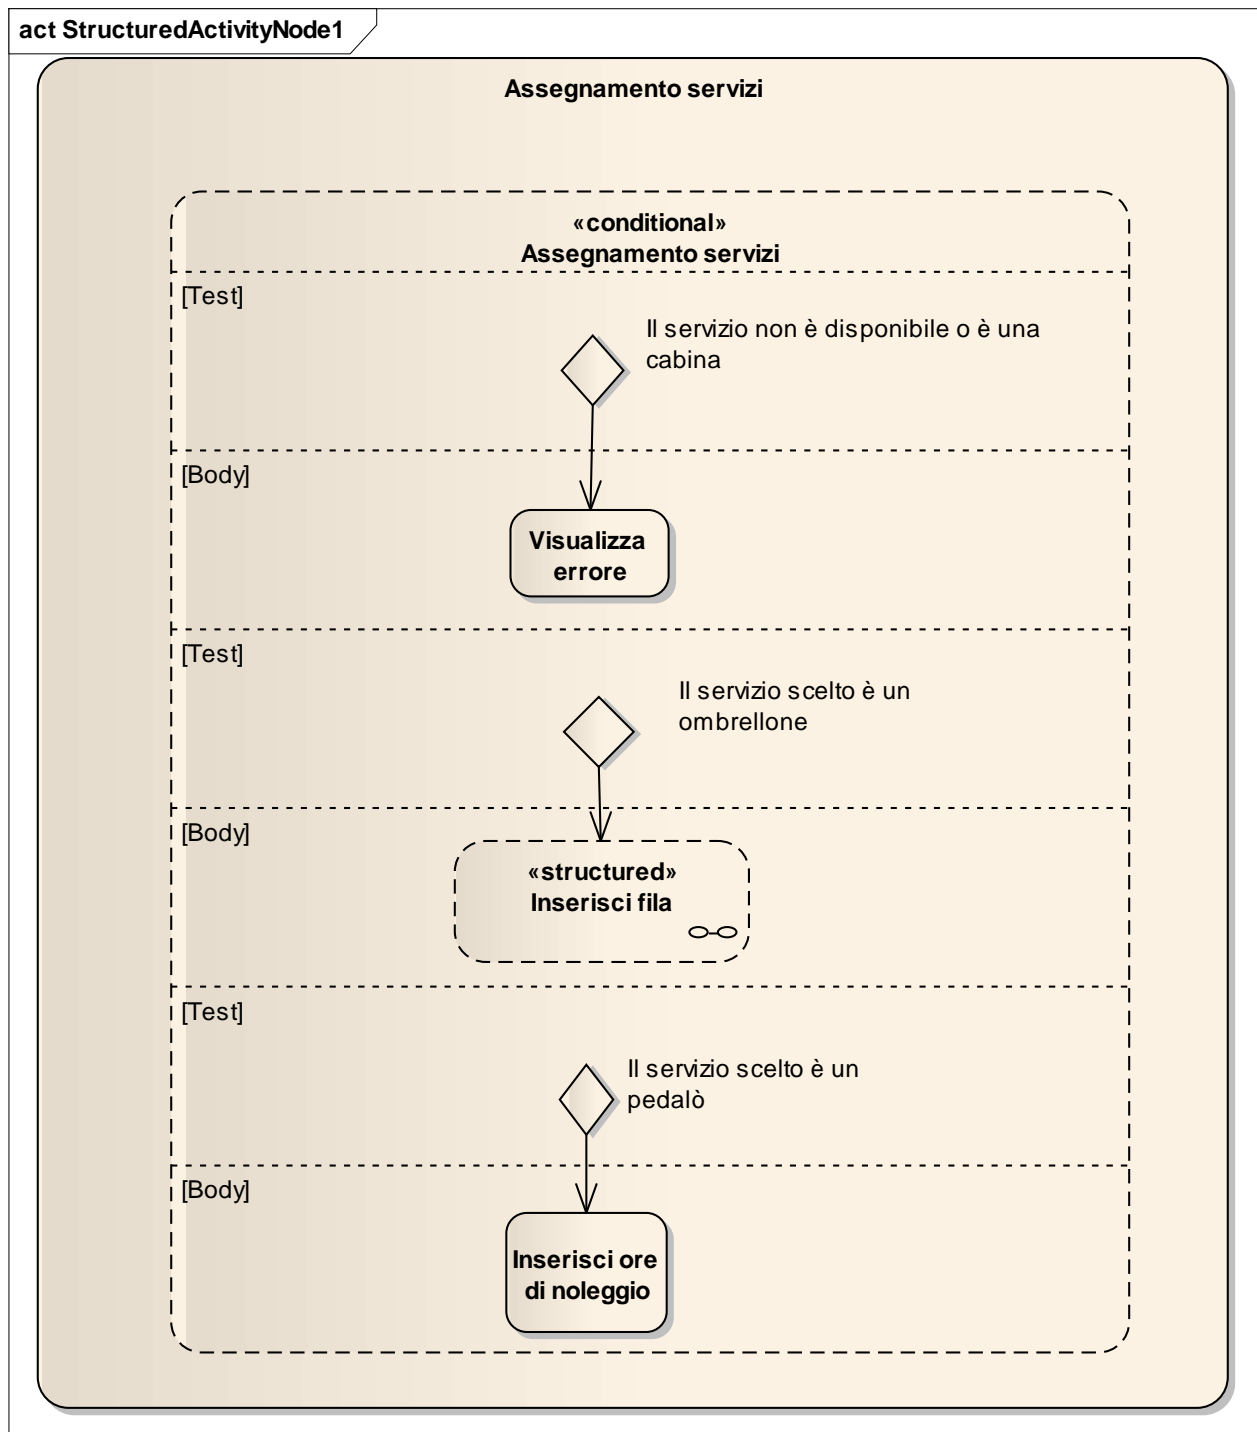 act StructuredActivityNode1
Assegnamento servizi
«conditional»
Assegnamento servizi
[Test]
Il servizio non è disponibile o è una
cabina
[Body]
Visualizza
errore
[Test]
Il servizio scelto è un
ombrellone
[Body]
«structured»
Inserisci fila
[Test]
Il servizio scelto è un
pedalò
[Body]
Inserisci ore
di noleggio